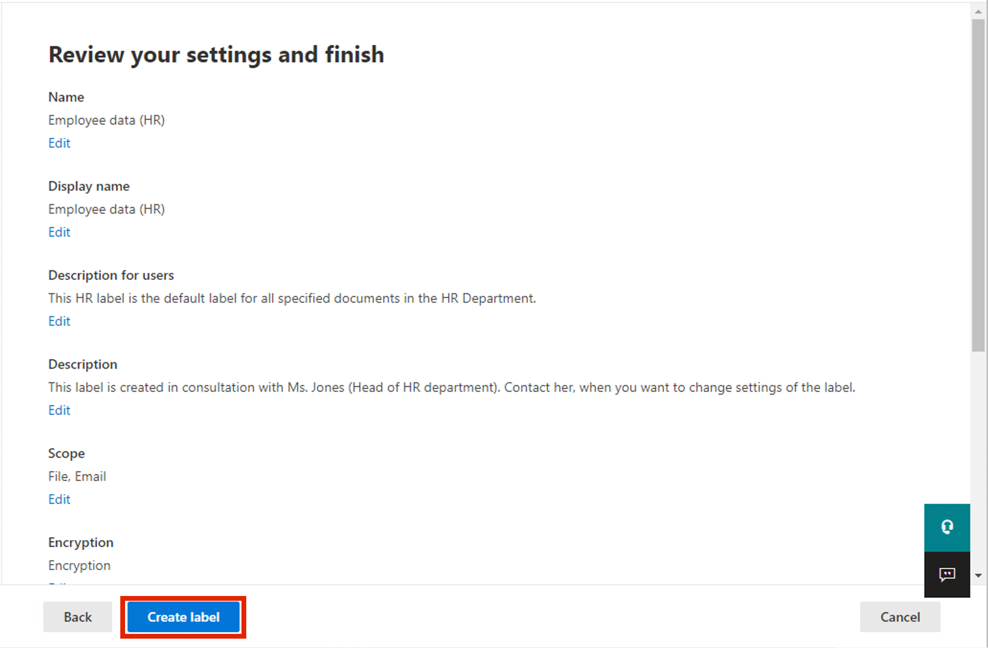 Review your settings and finish
Name
Employee data (HR)
Edit
Display name
Employee data (HR)
Edit
Description for users
This HR label is the default label for all specified documents in the HR Department.
Edit
Description
This label is created in consultation with Ms. Jones (Head of HR department). Contact her, when you want to change settings of the label.
Edit
Scope
File, Email
Edit
Encryption
Encryption
Back
Create label
Cancel